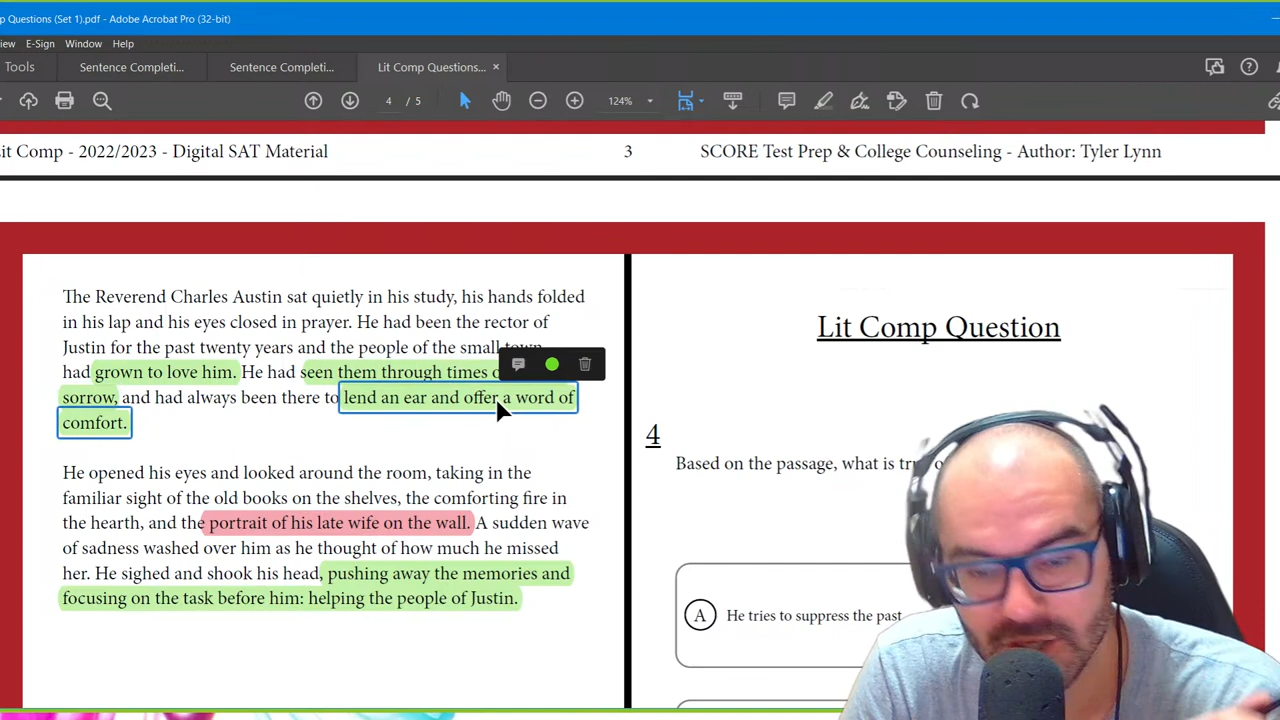 p Questions (Set 1).pdf - Adobe Acrobat Pro (32-bit)
iew E-Sign Window Help
Tools Sentence Completi... Sentence Completi... Lit Comp Questions... ×
4 / 5 124%
it Comp - 2022/2023 - Digital SAT Material 3 SCORE Test Prep & College Counseling - Author: Tyler Lynn
The Reverend Charles Austin sat quietly in his study, his hands folded
in his lap and his eyes closed in prayer. He had been the rector of
Justin for the past twenty years and the people of the small town
had grown to love him. He had seen them through times o
sorrow, and had always been there to lend an ear and offer a word of
comfort.
He opened his eyes and looked around the room, taking in the
familiar sight of the old books on the shelves, the comforting fire in
the hearth, and the portrait of his late wife on the wall. A sudden wave
of sadness washed over him as he thought of how much he missed
her. He sighed and shook his head, pushing away the memories and
focusing on the task before him: helping the people of Justin.
Lit Comp Question
4
Based on the passage, what is tru
A He tries to suppress the past